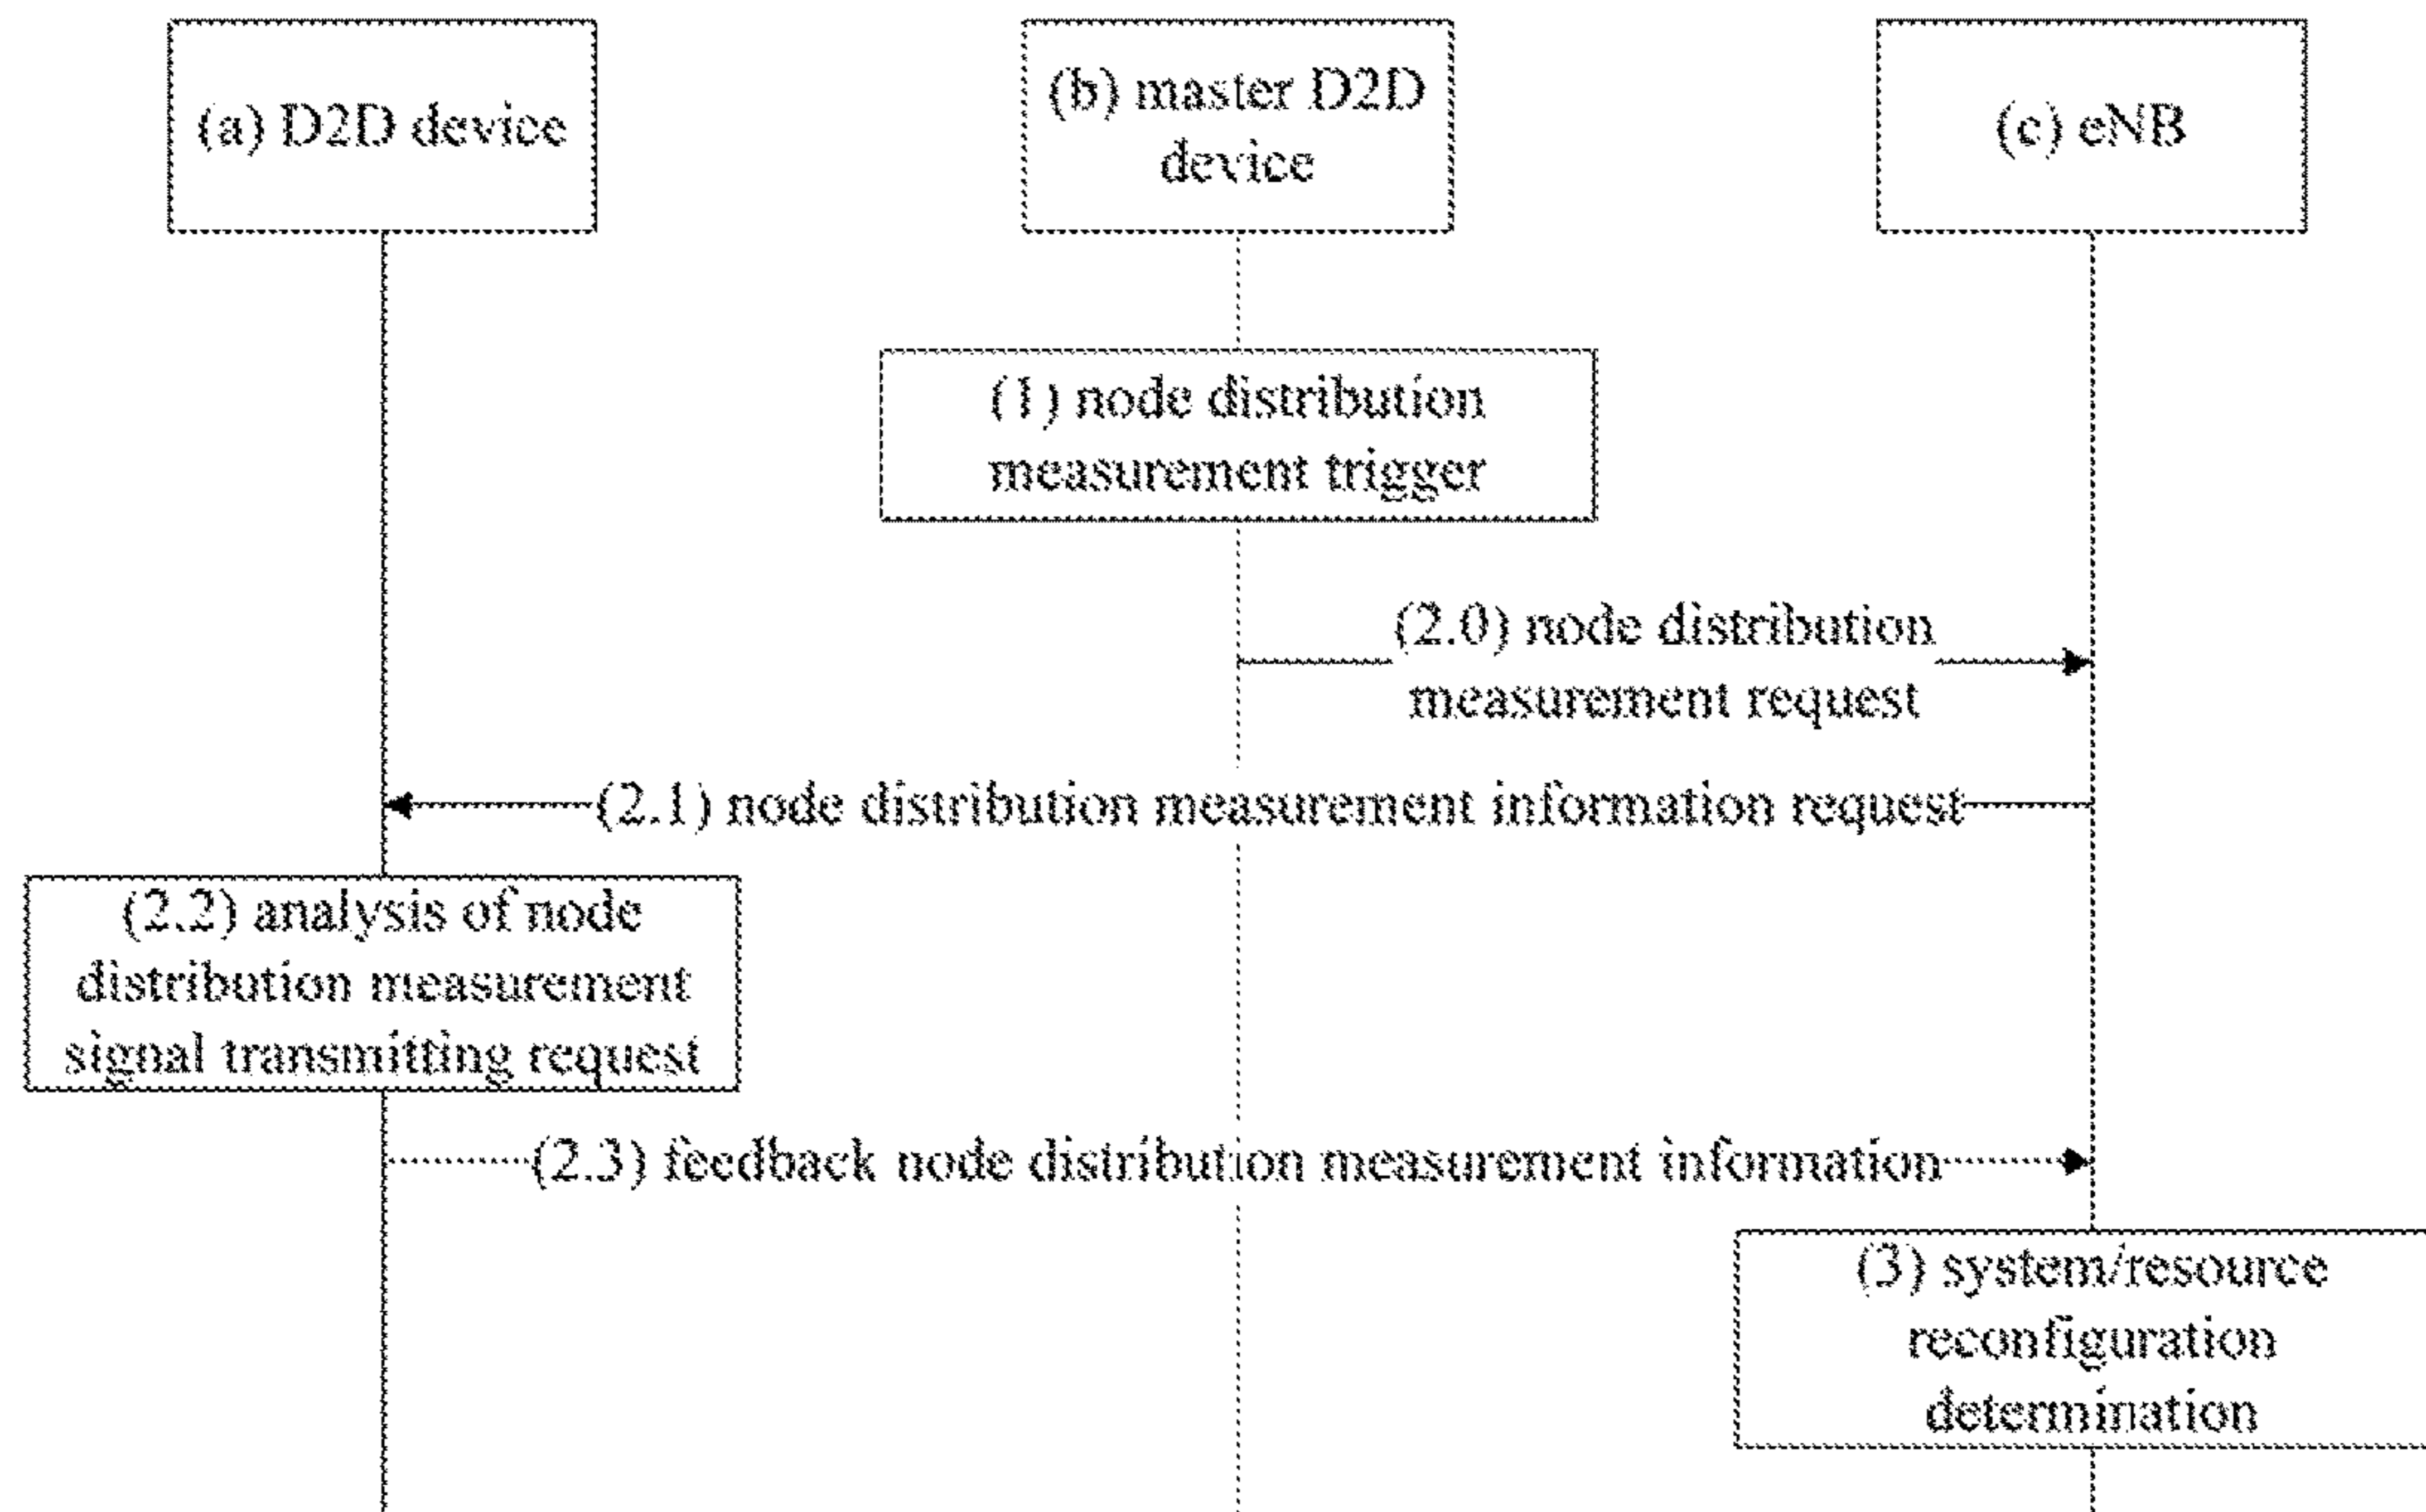 (a) D2D device
(b) master D2D
device
(c) eNB
(1) node distribution
measurement trigger
(2.0) node distribution
measurement request
(2.1) node distribution measurement information request
(2.2) analysis of node
distribution measurement
signal transmitting request
(2.3) feedback node distribution measurement information
(3) system/resource
reconfiguration
determination